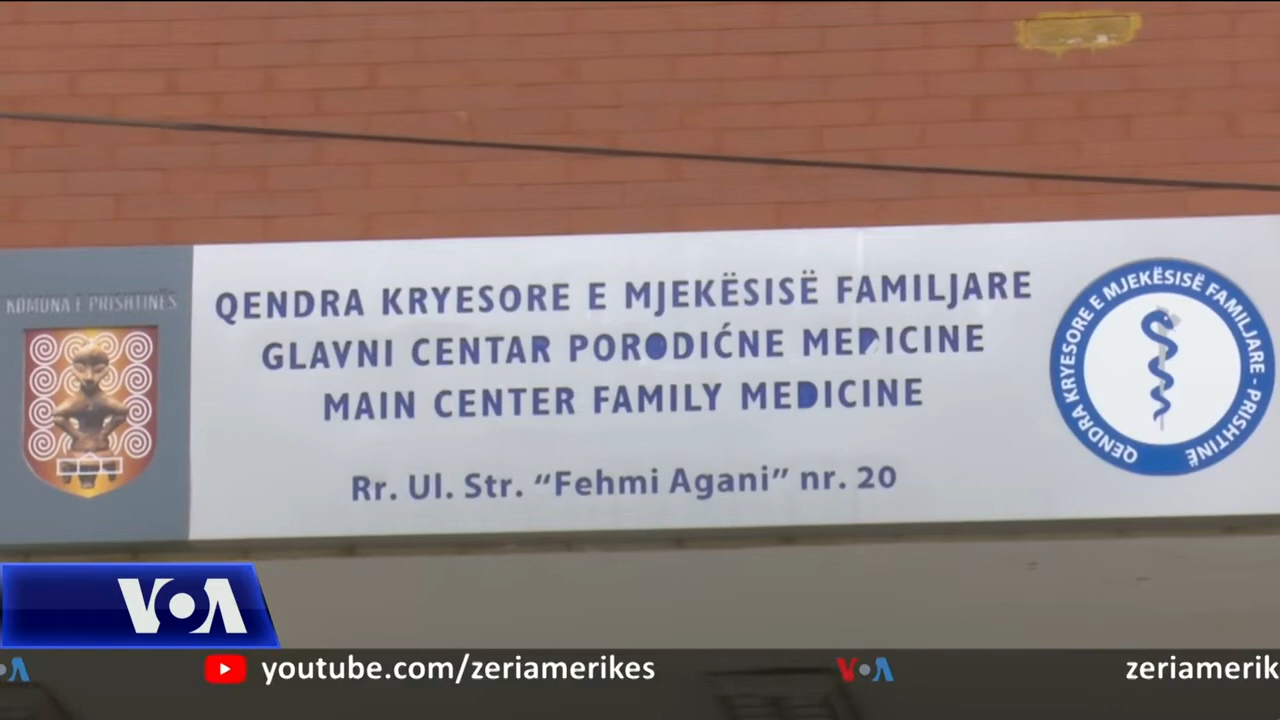 KOMUNA E PRISHTINËS
QENDRA KRYESORE E MJEKËSISË FAMILJARE
GLAVNI CENTAR PORODIĆNE MEDICINE
MAIN CENTER FAMILY MEDICINE
Rr. Ul. Str. “Fehmi Agani” nr. 20
QENDRA KRYESORE E MJEKËSISË FAMILJARE - PRISHTINË
VOA
OA
youtube.com/zeriamerikes
VOA
zeriamerik